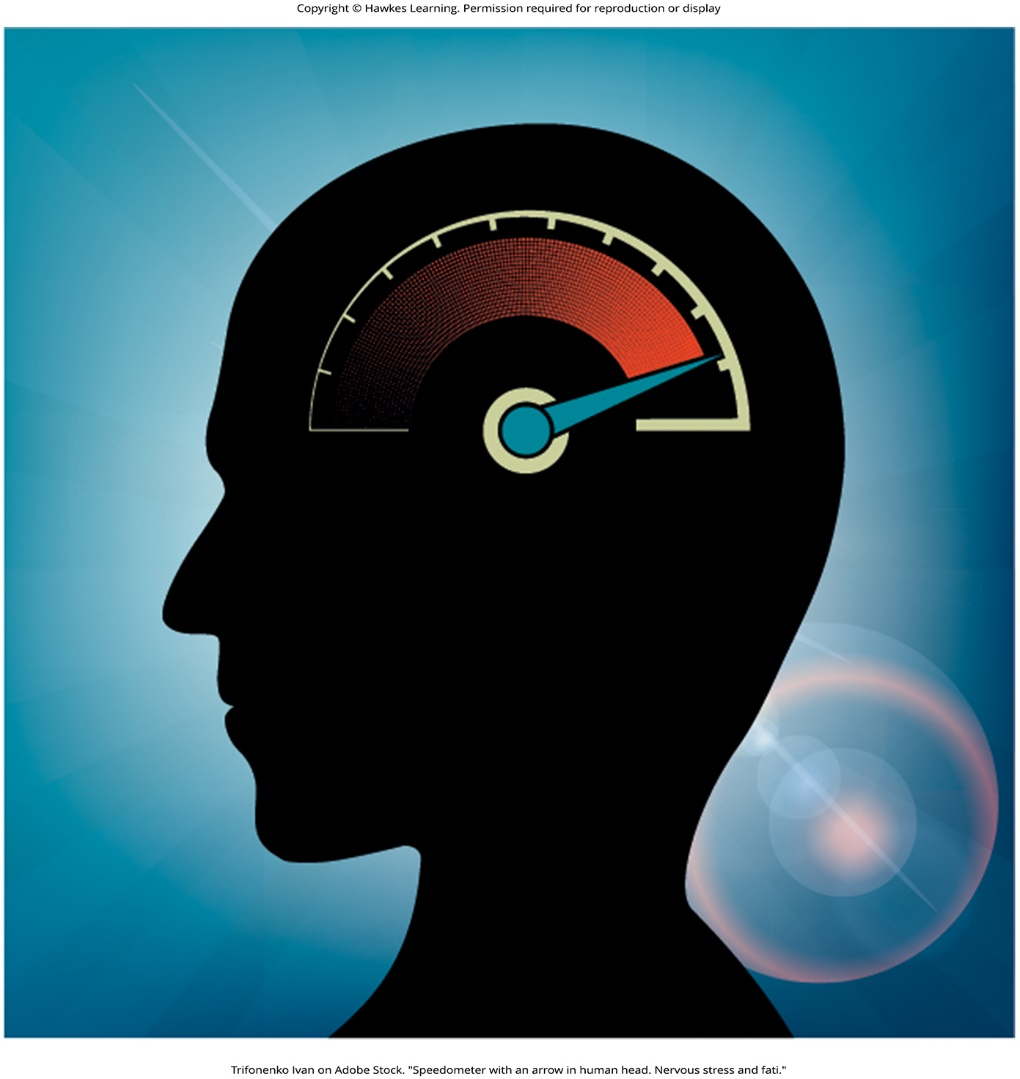 Copyright © Hawkes Learning. Permission required for reproduction or display
Trifonenko Ivan on Adobe Stock. "Speedometer with an arrow in human head. Nervous stress and fati."